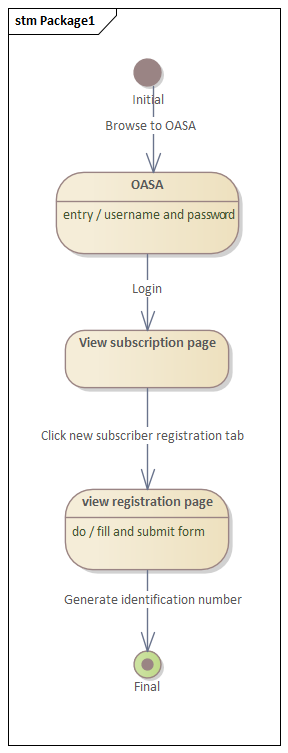 stm Package1
Initial
Browse to OASA
OASA
entry / username and password
Login
View subscription page
Click new subscriber registration tab
view registration page
do / fill and submit form
Generate identification number
Final